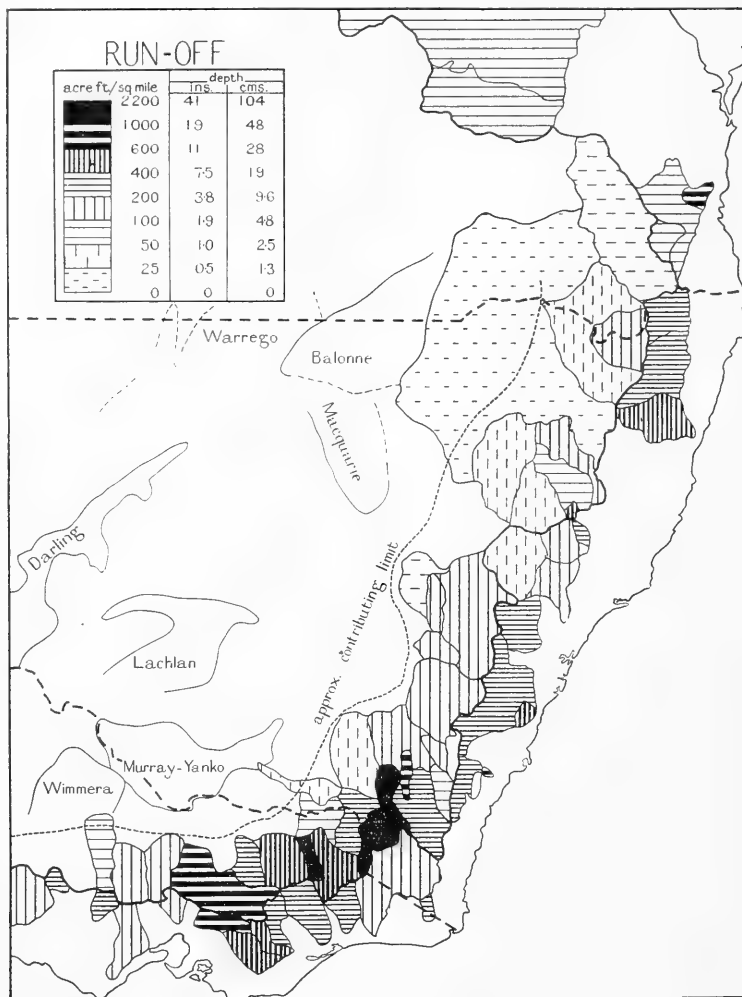 RUN-OFF
depth
acre ft./sq mile ins. cms.
2200 41 104
1000 19 48
600 11 28
400 7·5 19
200 3·8 9·6
100 1·9 4·8
50 1·0 2·5
25 0·5 1·3
0 0 0
Warrego
Balonne
Macquarie
Darling
approx. contributing limit
Lachlan
Murray-Yanko
Wimmera